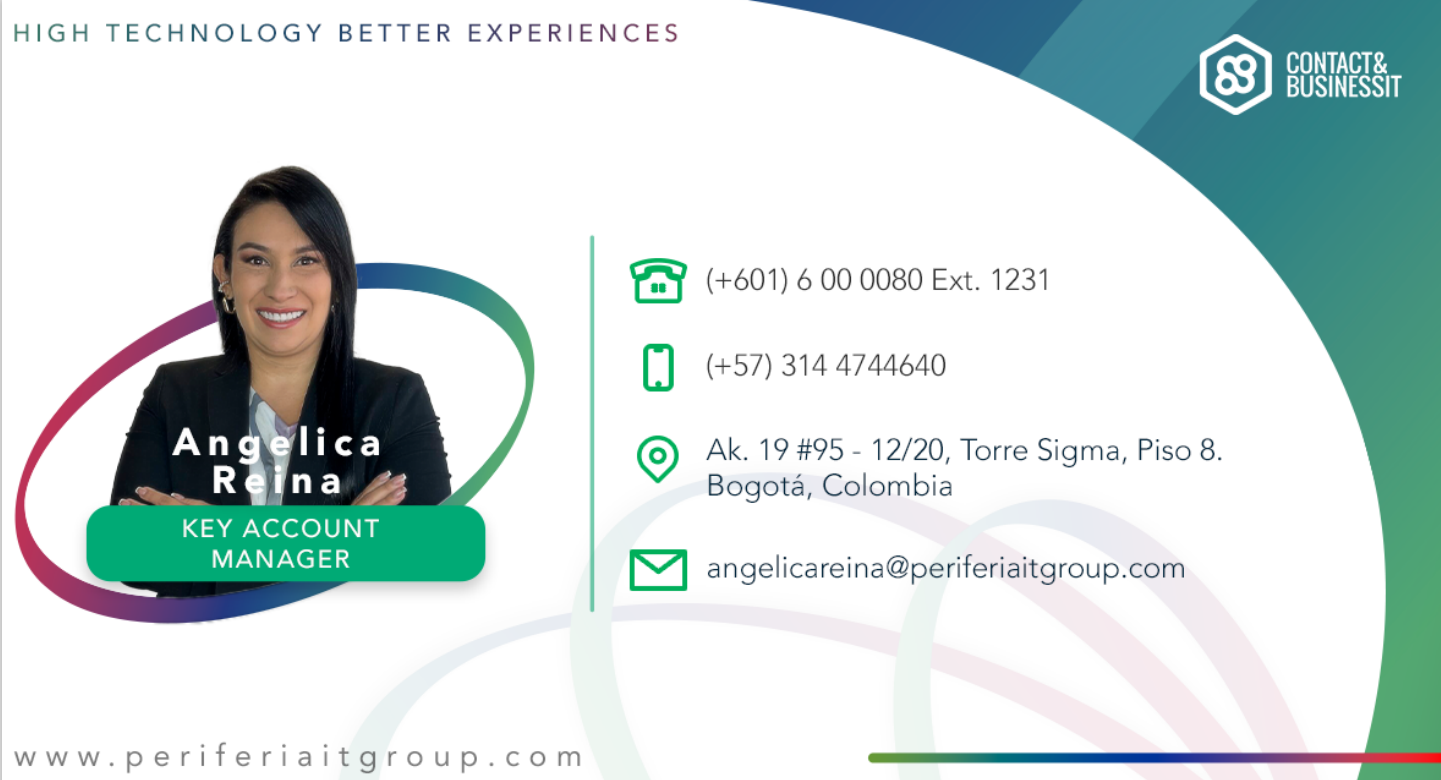 HIGH TECHNOLOGY BETTER EXPERIENCES
CONTACT&
BUSINESSIT
Angelica
Reina
KEY ACCOUNT
MANAGER
(+601) 6 00 0080 Ext. 1231
(+57) 314 4744640
Ak. 19 #95 - 12/20, Torre Sigma, Piso 8.
Bogotá, Colombia
angelicareina@periferiaitgroup.com
www.periferiaitgroup.com